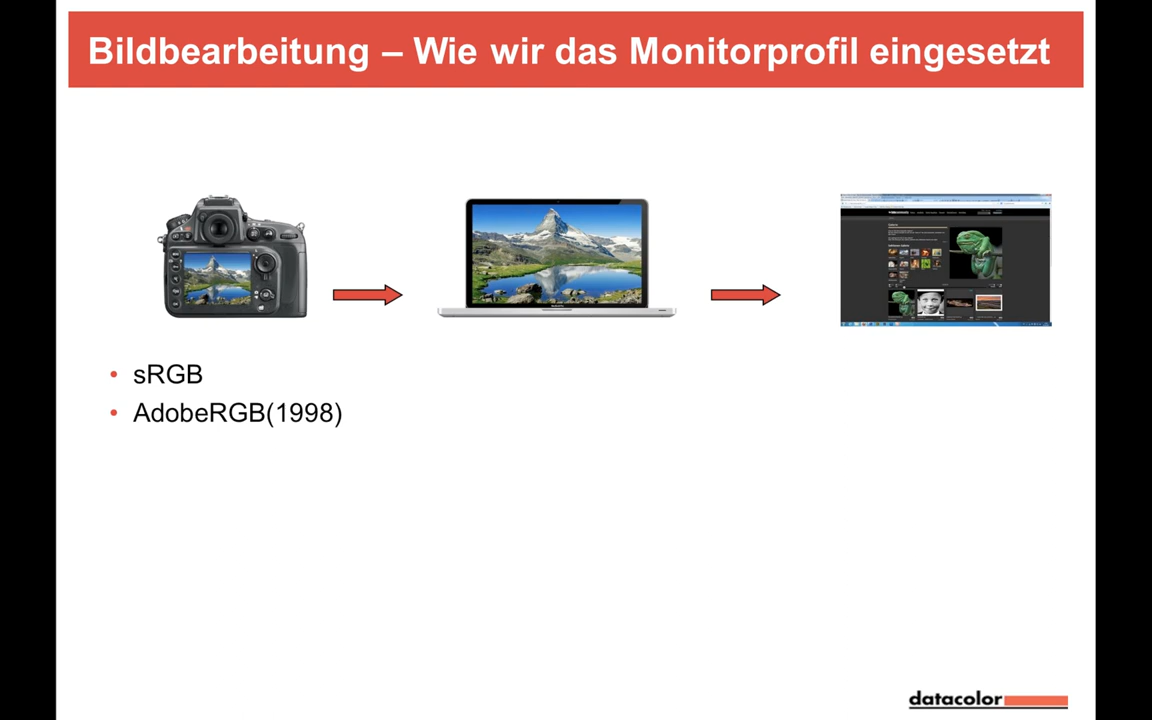 Bildbearbeitung – Wie wir das Monitorprofil eingesetzt
• sRGB
• AdobeRGB(1998)
datacolor